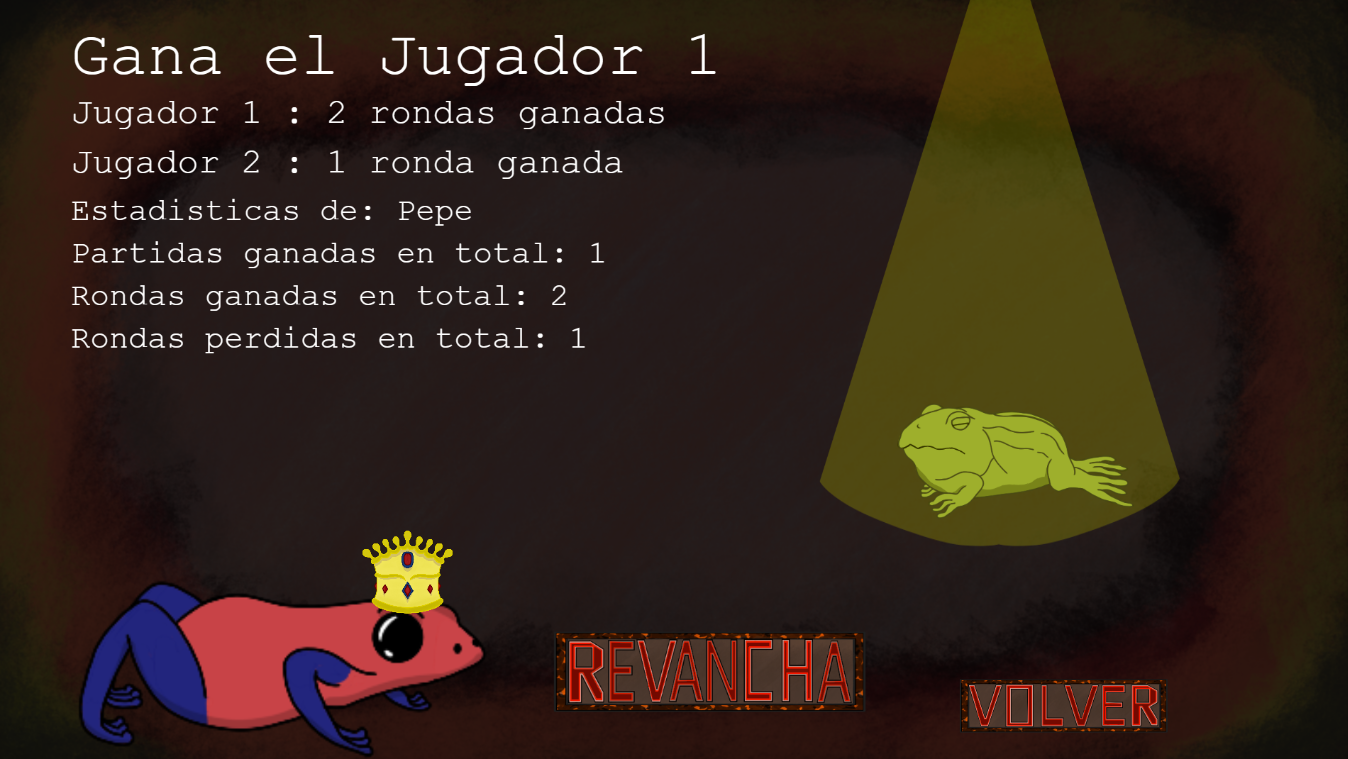 Gana el Jugador 1
Jugador 1 : 2 rondas ganadas
Jugador 2 : 1 ronda ganada
Estadisticas de: Pepe
Partidas ganadas en total: 1
Rondas ganadas en total: 2
Rondas perdidas en total: 1
REVANCHA
VOLVER